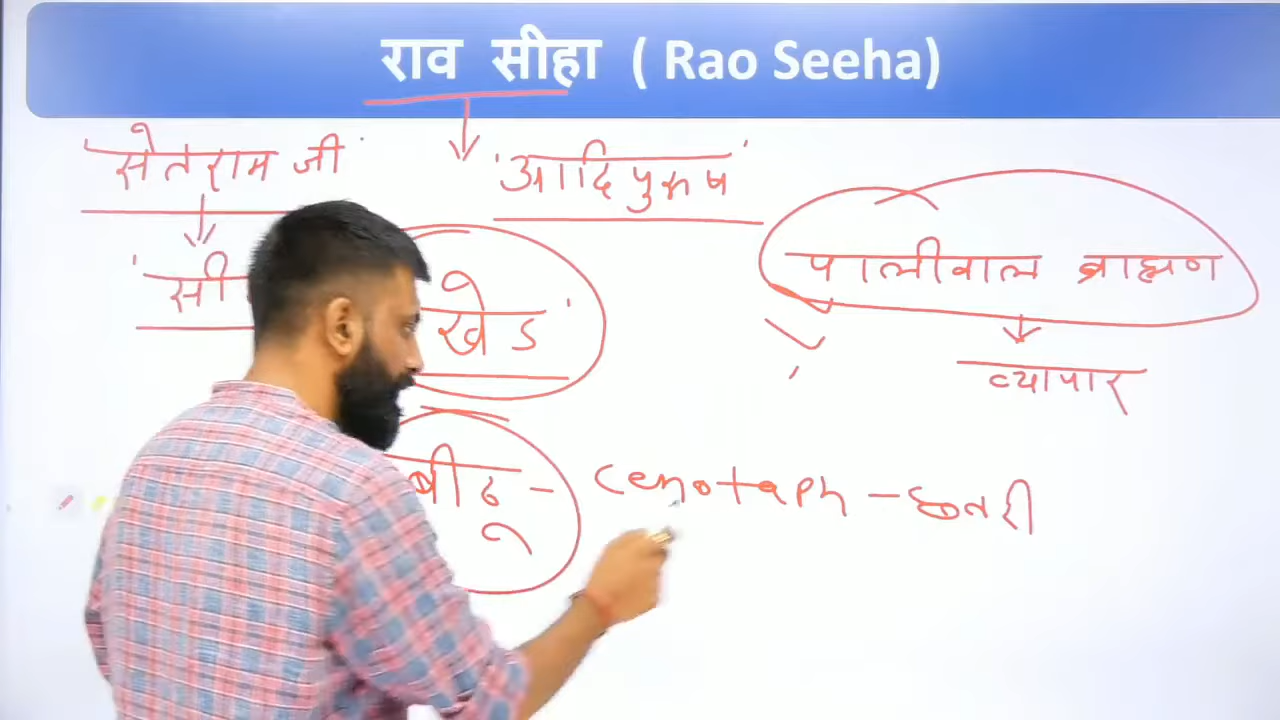 राव सीहा ( Rao Seeha)
सेतराम जी
'आदिपुरुष'
सी
खेड
पालीवाल ब्राह्मण
व्यापार
बीठू – cenotaph – छतरी